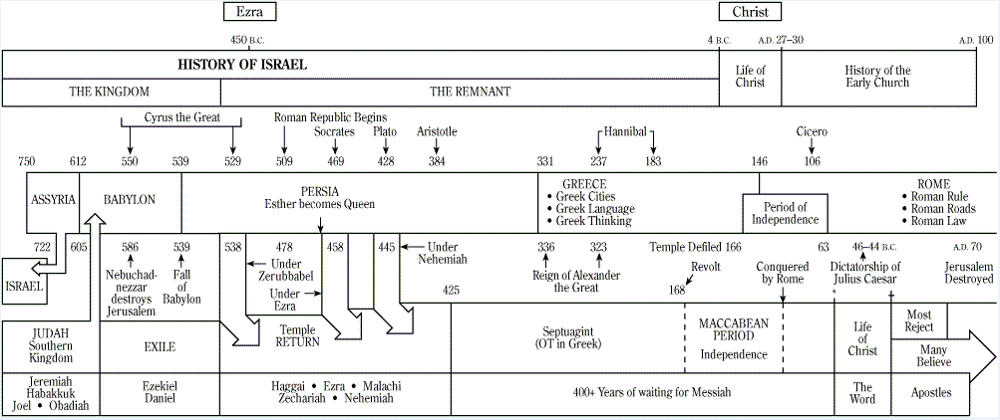 Ezra
Christ
450 B.C.
4 B.C.
A.D. 27–30
A.D. 100
HISTORY OF ISRAEL
Life of
Christ
History of the
Early Church
THE KINGDOM
THE REMNANT
Cyrus the Great
Roman Republic Begins
Socrates
Plato
Aristotle
Hannibal
Cicero
750
612
550
539
529
509
469
428
384
331
237
183
146
106
ASSYRIA
BABYLON
PERSIA
Esther becomes Queen
GREECE
• Greek Cities
• Greek Language
• Greek Thinking
Period of
Independence
ROME
• Roman Rule
• Roman Roads
• Roman Law
722
605
586
539
538
478
458
445
Under
Nehemiah
336
323
Temple Defiled 166
63
46–44 B.C.
A.D. 70
ISRAEL
Nebuchad-
nezzar
destroys
Jerusalem
Fall
of
Babylon
Under
Zerubbabel
Under
Ezra
Reign of Alexander
the Great
Revolt
Conquered
by Rome
Dictatorship of
Julius Caesar
Jerusalem
Destroyed
425
168
*
†
JUDAH
Southern
Kingdom
EXILE
Temple
RETURN
Septuagint
(OT in Greek)
MACCABEAN
PERIOD
Independence
Life
of
Christ
Most
Reject
Many
Believe
Jeremiah
Habakkuk
Joel • Obadiah
Ezekiel
Daniel
Haggai • Ezra • Malachi
Zechariah • Nehemiah
400+ Years of waiting for Messiah
The
Word
Apostles